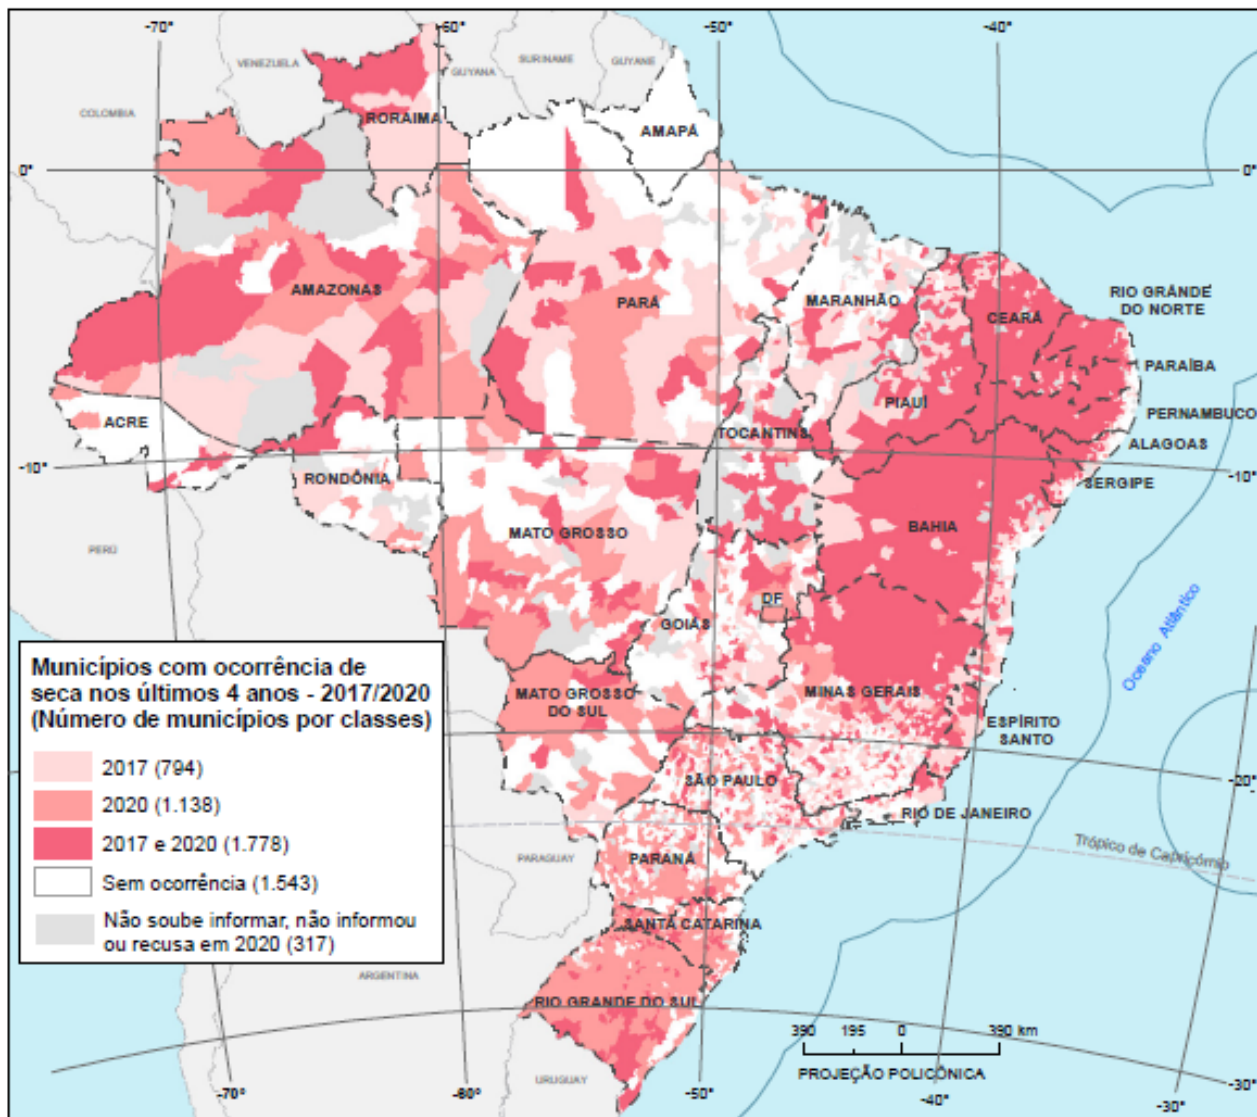 -70°
-60°
-50°
-40°
VENEZUELA
GUYANA
SURINAME
GUYANE
COLOMBIA
RORAIMA
AMAPÁ
0°
0°
AMAZONAS
PARÁ
MARANHÃO
CEARÁ
RIO GRANDE
DO NORTE
PARAÍBA
PIAUÍ
PERNAMBUCO
ACRE
TOCANTINS
ALAGOAS
-10°
RONDÔNIA
SERGIPE
-10°
MATO GROSSO
BAHIA
PERÚ
DF
GOIÁS
Oceano Atlântico
Municípios com ocorrência de
seca nos últimos 4 anos - 2017/2020
(Número de municípios por classes)
2017 (794)
2020 (1.138)
2017 e 2020 (1.778)
Sem ocorrência (1.543)
Não soube informar, não informou
ou recusa em 2020 (317)
MATO GROSSO
DO SUL
MINAS GERAIS
ESPÍRITO
SANTO
SÃO PAULO
-20°
RIO DE JANEIRO
Trópico de Capricórnio
PARAGUAY
PARANÁ
SANTA CATARINA
ARGENTINA
RIO GRANDE DO SUL
390 195 0 390 km
PROJEÇÃO POLICÔNICA
URUGUAY
-70°
-60°
-50°
-40°
-30°
-30°